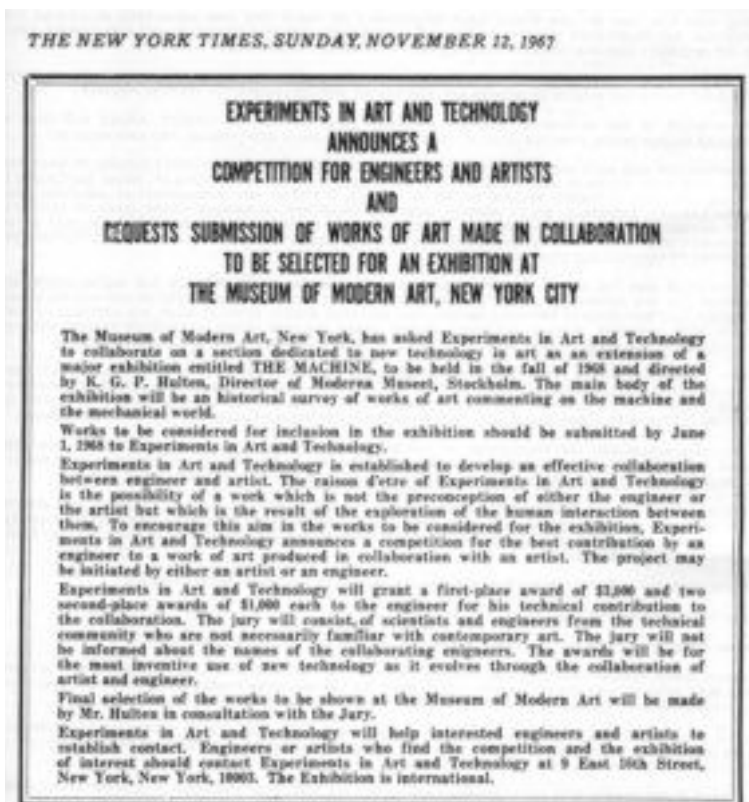 THE NEW YORK TIMES, SUNDAY, NOVEMBER 12, 1967
EXPERIMENTS IN ART AND TECHNOLOGY
ANNOUNCES A
COMPETITION FOR ENGINEERS AND ARTISTS
AND
REQUESTS SUBMISSION OF WORKS OF ART MADE IN COLLABORATION
TO BE SELECTED FOR AN EXHIBITION AT
THE MUSEUM OF MODERN ART, NEW YORK CITY
The Museum of Modern Art, New York, has asked Experiments in Art and Technology
to collaborate on a section dedicated to new technology in art as an extension of a
major exhibition entitled THE MACHINE, to be held in the fall of 1968 and directed
by K. G. P. Hulten, Director of Moderna Museet, Stockholm. The main body of the
exhibition will be an historical survey of works of art commenting on the machine and
the mechanical world.
Works to be considered for inclusion in the exhibition should be submitted by June
1, 1968 to Experiments in Art and Technology.
Experiments in Art and Technology is established to develop an effective collaboration
between engineer and artist. The raison d'etre of Experiments in Art and Technology
is the possibility of a work which is not the preconception of either the engineer or
the artist but which is the result of the exploration of the human interaction between
them. To encourage this aim in the works to be considered for the exhibition, Experi-
ments in Art and Technology announces a competition for the best contribution by an
engineer to a work of art produced in collaboration with an artist. The project may
be initiated by either an artist or an engineer.
Experiments in Art and Technology will grant a first-place award of $3,000 and two
second-place awards of $1,000 each to the engineer for his technical contribution to
the collaboration. The jury will consist, of scientists and engineers from the technical
community who are not necessarily familiar with contemporary art. The jury will not
be informed about the names of the collaborating enigneers. The awards will be for
the most inventive use of new technology as it evolves through the collaboration of
artist and engineer.
Final selection of the works to be shown at the Museum of Modern Art will be made
by Mr. Hulten in consultation with the Jury.
Experiments in Art and Technology will help interested engineers and artists to
establish contact. Engineers or artists who find the competition and the exhibition
of interest should contact Experiments in Art and Technology at 9 East 16th Street,
New York, New York, 10003. The Exhibition is international.